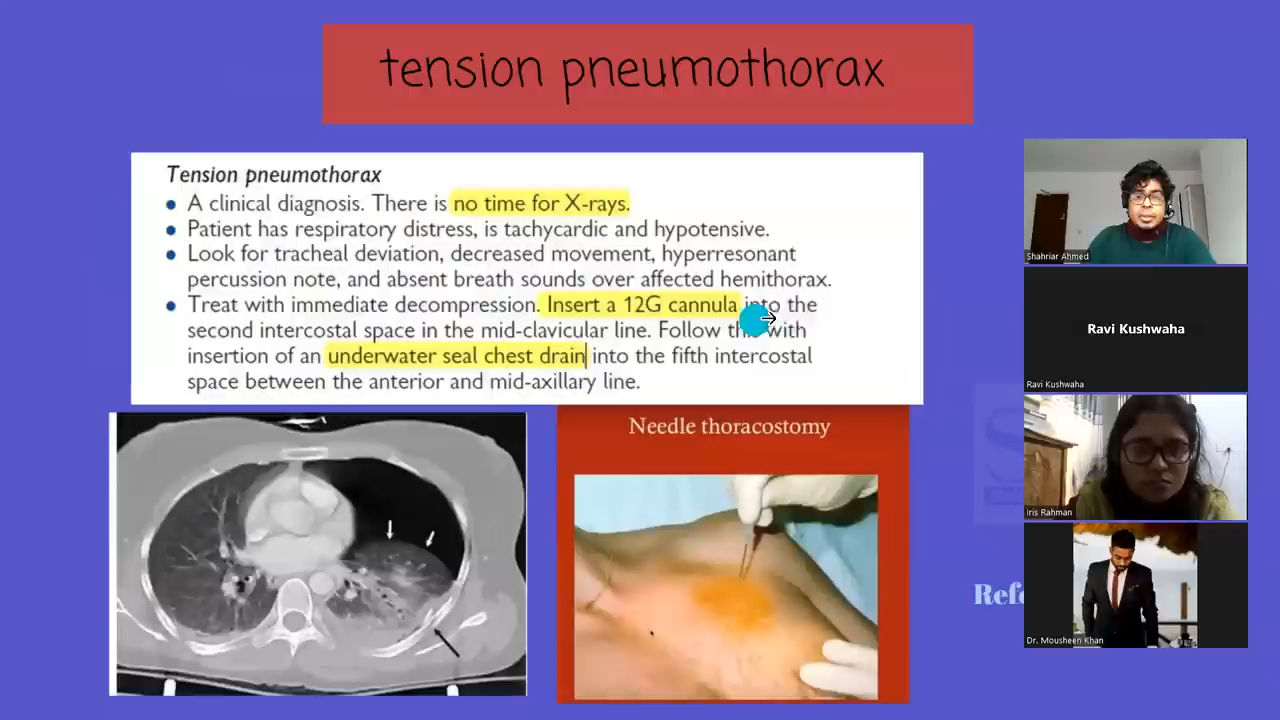 tension pneumothorax
Tension pneumothorax
• A clinical diagnosis. There is no time for X-rays.
• Patient has respiratory distress, is tachycardic and hypotensive.
• Look for tracheal deviation, decreased movement, hyperresonant
percussion note, and absent breath sounds over affected hemithorax.
• Treat with immediate decompression. Insert a 12G cannula into the
second intercostal space in the mid-clavicular line. Follow this with
insertion of an underwater seal chest drain into the fifth intercostal
space between the anterior and mid-axillary line.
Needle thoracostomy
Shahriar Ahmed
Ravi Kushwaha
Ravi Kushwaha
Iris Rahman
Refe
Dr. Mousheen Khan